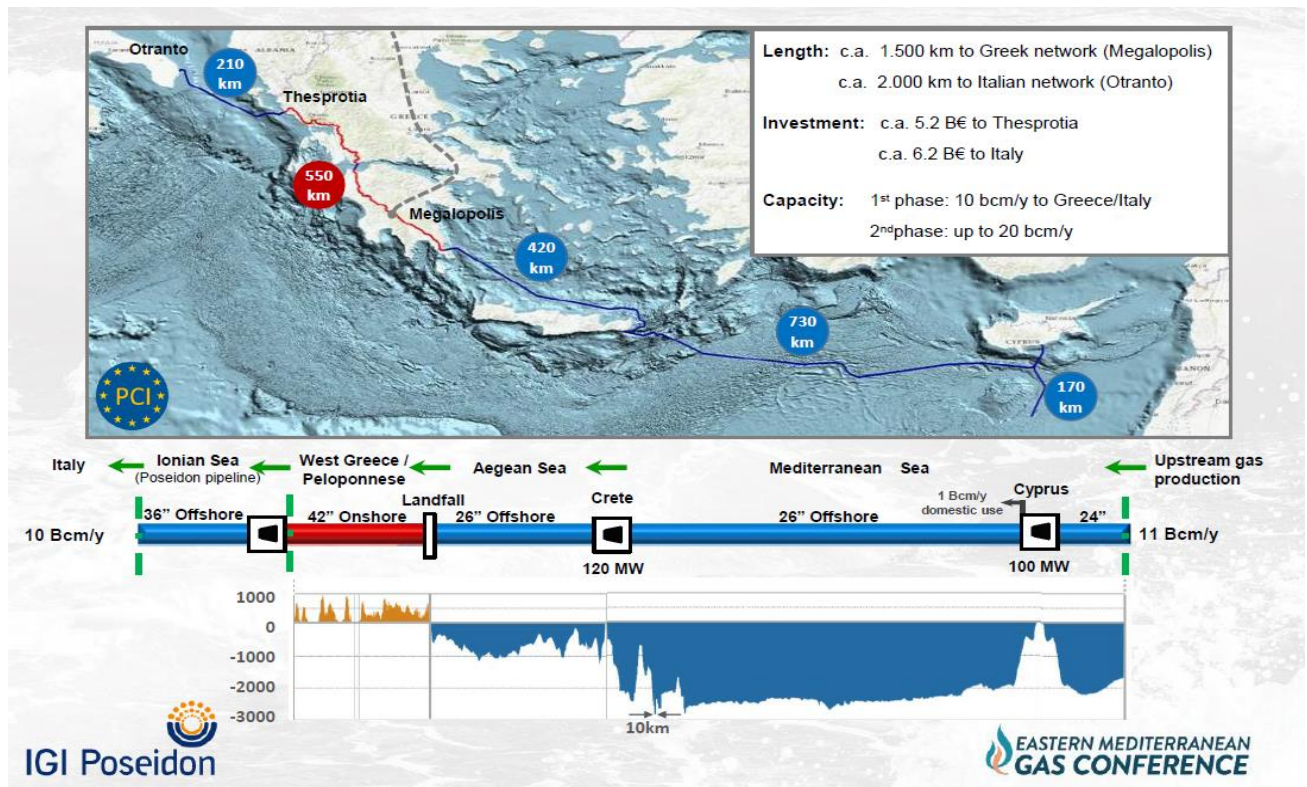 Otranto
210
km
ALBANIA
Thesprotia
GREECE
550
km
Megalopolis
420
km
730
km
CYPRUS
170
km
PCI
Length: c.a. 1.500 km to Greek network (Megalopolis)
c.a. 2.000 km to Italian network (Otranto)
Investment: c.a. 5.2 B€ to Thesprotia
c.a. 6.2 B€ to Italy
Capacity: 1st phase: 10 bcm/y to Greece/Italy
2ndphase: up to 20 bcm/y
Italy
Ionian Sea
(Poseidon pipeline)
West Greece /
Peloponnese
Aegean Sea
Mediterranean Sea
Upstream gas
production
Landfall
Crete
1 Bcm/y
domestic use
Cyprus
36” Offshore
42” Onshore
26” Offshore
26” Offshore
24”
10 Bcm/y
11 Bcm/y
120 MW
100 MW
1000
0
-1000
-2000
-3000
10km
IGI Poseidon
EASTERN MEDITERRANEAN
GAS CONFERENCE